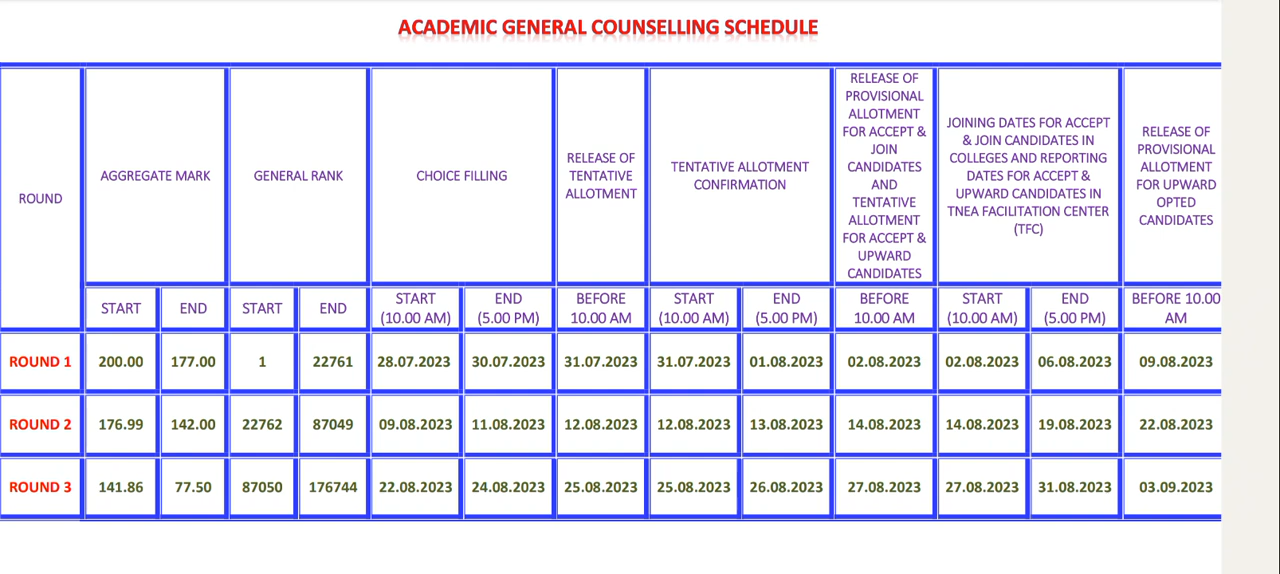 ACADEMIC GENERAL COUNSELLING SCHEDULE
ROUND
AGGREGATE MARK
GENERAL RANK
CHOICE FILLING
RELEASE OF
TENTATIVE
ALLOTMENT
TENTATIVE ALLOTMENT
CONFIRMATION
RELEASE OF
PROVISIONAL
ALLOTMENT
FOR ACCEPT &
JOIN
CANDIDATES
AND
TENTATIVE
ALLOTMENT
FOR ACCEPT &
UPWARD
CANDIDATES
JOINING DATES FOR ACCEPT
& JOIN CANDIDATES IN
COLLEGES AND REPORTING
DATES FOR ACCEPT &
UPWARD CANDIDATES IN
TNEA FACILITATION CENTER
(TFC)
RELEASE OF
PROVISIONAL
ALLOTMENT
FOR UPWARD
OPTED
CANDIDATES
START
END
START
END
START
(10.00 AM)
END
(5.00 PM)
BEFORE
10.00 AM
START
(10.00 AM)
END
(5.00 PM)
BEFORE
10.00 AM
START
(10.00 AM)
END
(5.00 PM)
BEFORE 10.00
AM
ROUND 1 200.00 177.00 1 22761 28.07.2023 30.07.2023 31.07.2023 31.07.2023 01.08.2023 02.08.2023 02.08.2023 06.08.2023 09.08.2023
ROUND 2 176.99 142.00 22762 87049 09.08.2023 11.08.2023 12.08.2023 12.08.2023 13.08.2023 14.08.2023 14.08.2023 19.08.2023 22.08.2023
ROUND 3 141.86 77.50 87050 176744 22.08.2023 24.08.2023 25.08.2023 25.08.2023 26.08.2023 27.08.2023 27.08.2023 31.08.2023 03.09.2023